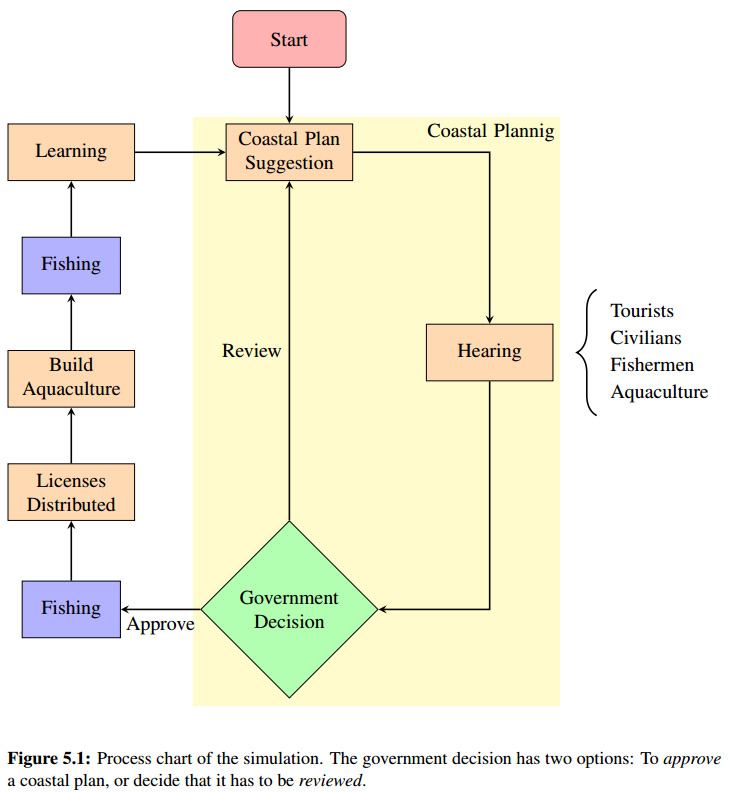 Start
Coastal Plannig
Learning
Coastal Plan
Suggestion
Fishing
Tourists
Civilians
Fishermen
Aquaculture
Hearing
Review
Build
Aquaculture
Licenses
Distributed
Government
Decision
Fishing
Approve
Figure 5.1: Process chart of the simulation. The government decision has two options: To approve
a coastal plan, or decide that it has to be reviewed.